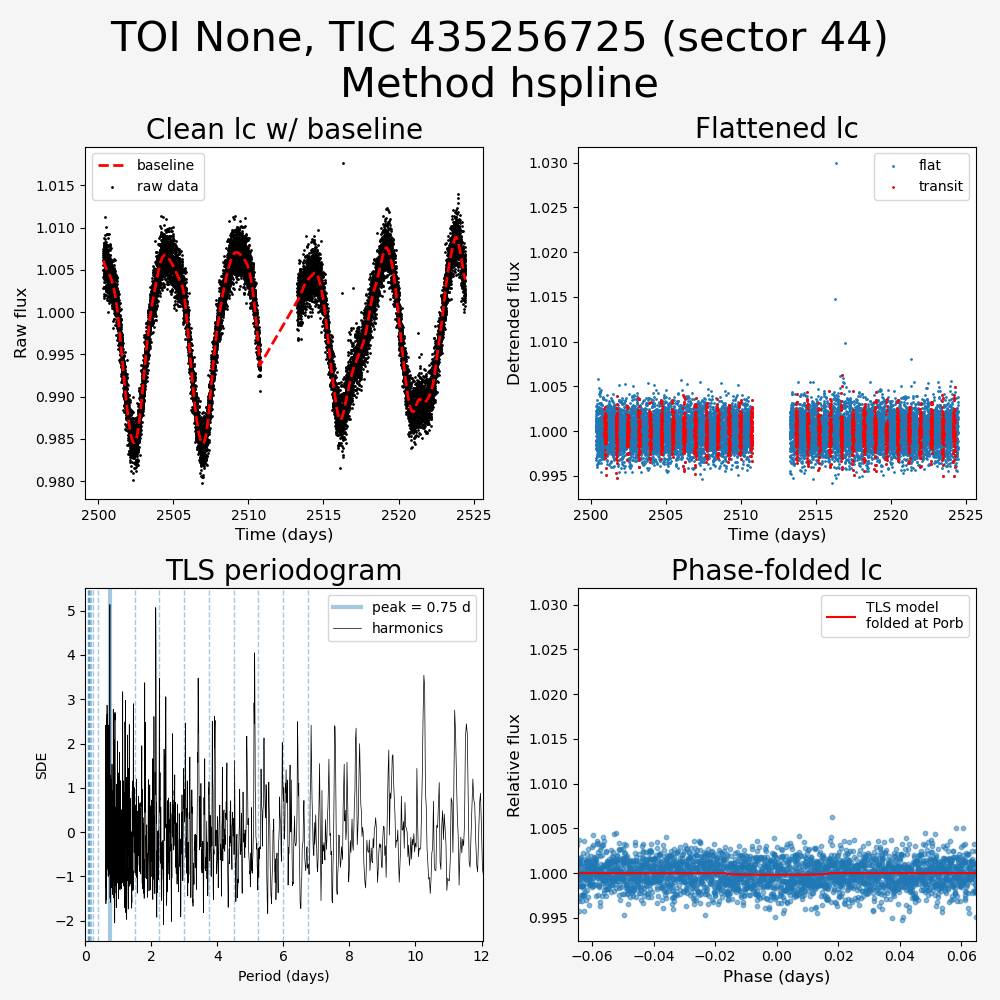 TOI None, TIC 435256725 (sector 44)
Method hspline
Clean lc w/ baseline
baseline
raw data
1.015
1.010
1.005
1.000
0.995
0.990
0.985
0.980
Raw flux
2500
2505
2510
2515
2520
2525
Time (days)
Flattened lc
flat
transit
1.030
1.025
1.020
1.015
1.010
1.005
1.000
0.995
Detrended flux
2500
2505
2510
2515
2520
2525
Time (days)
TLS periodogram
peak = 0.75 d
harmonics
5
4
3
2
1
0
−1
−2
SDE
0
2
4
6
8
10
12
Period (days)
Phase-folded lc
TLS model
folded at Porb
1.030
1.025
1.020
1.015
1.010
1.005
1.000
0.995
Relative flux
−0.06
−0.04
−0.02
0.00
0.02
0.04
0.06
Phase (days)